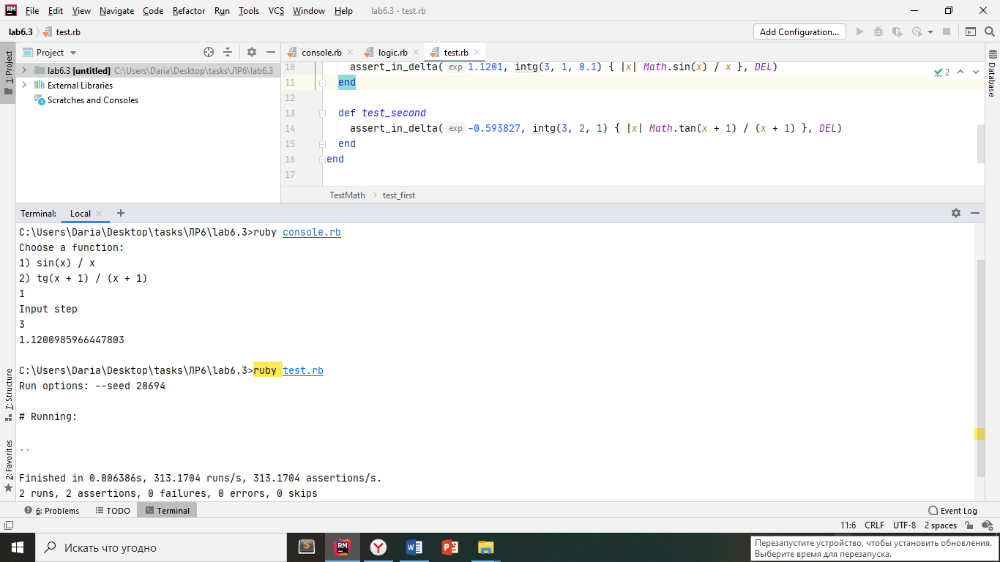 File Edit View Navigate Code Refactor Run Tools VCS Window Help lab6.3 - test.rb
lab6.3 test.rb Add Configuration...
1: Project
Project
console.rb logic.rb test.rb
lab6.3 [untitled] C:\Users\Daria\Desktop\tasks\ЛР6\lab6.3
External Libraries
Scratches and Consoles
10 assert_in_delta( exp 1.1201, intg(3, 1, 0.1) { |x| Math.sin(x) / x }, DEL)
11 end
12
13 def test_second
14 assert_in_delta( exp -0.593827, intg(3, 2, 1) { |x| Math.tan(x + 1) / (x + 1) }, DEL)
15 end
16 end
17
2
Database
TestMath test_first
Terminal: Local
C:\Users\Daria\Desktop\tasks\ЛР6\lab6.3>ruby console.rb
Choose a function:
1) sin(x) / x
2) tg(x + 1) / (x + 1)
1
Input step
3
1.1200985966447803
C:\Users\Daria\Desktop\tasks\ЛР6\lab6.3>ruby test.rb
Run options: --seed 20694
# Running:
..
Finished in 0.006386s, 313.1704 runs/s, 313.1704 assertions/s.
2 runs, 2 assertions, 0 failures, 0 errors, 0 skips
7: Structure
2: Favorites
6: Problems TODO Terminal Event Log
11:6 CRLF UTF-8 2 spaces
Искать что угодно
Перезапустите устройство, чтобы установить обновления.
Выберите время для перезапуска.